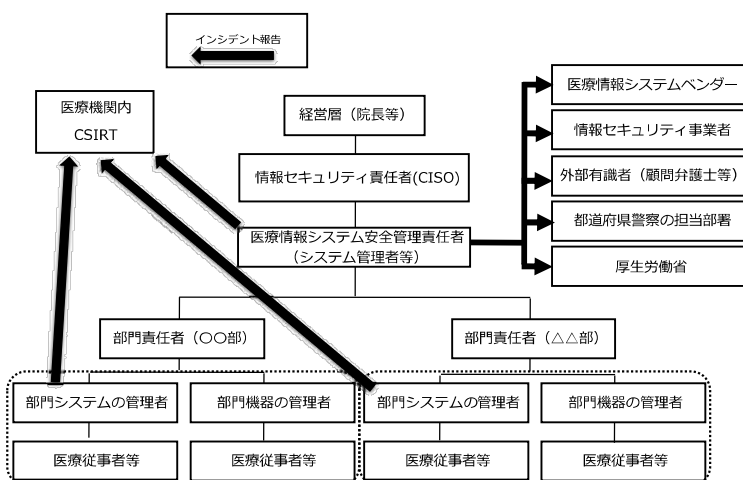 インシデント報告
医療機関内
CSIRT
経営層（院長等）
情報セキュリティ責任者(CISO)
医療情報システム安全管理責任者
（システム管理者等）
医療情報システムベンダー
情報セキュリティ事業者
外部有識者（顧問弁護士等）
都道府県警察の担当部署
厚生労働省
部門責任者（〇〇部）
部門責任者（△△部）
部門システムの管理者
部門機器の管理者
部門システムの管理者
部門機器の管理者
医療従事者等
医療従事者等
医療従事者等
医療従事者等